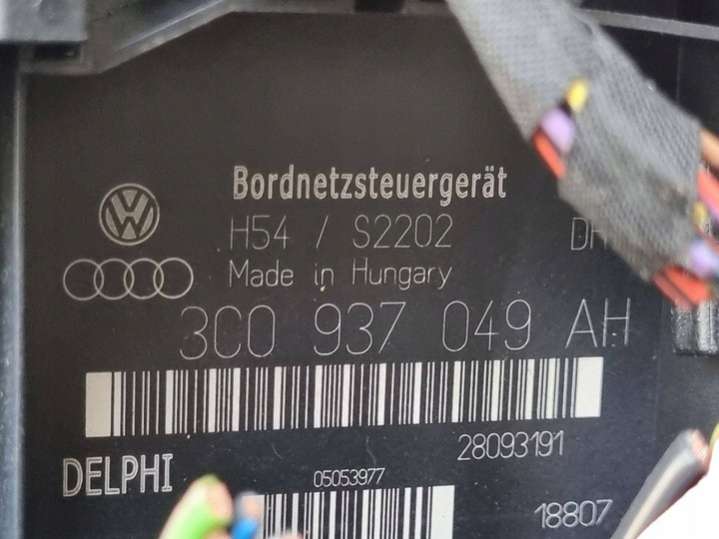 Bordnetzsteuergerät
H54 / S2202
Made in Hungary
3C0 937 049 AH
28093191
DELPHI
05053977
18807